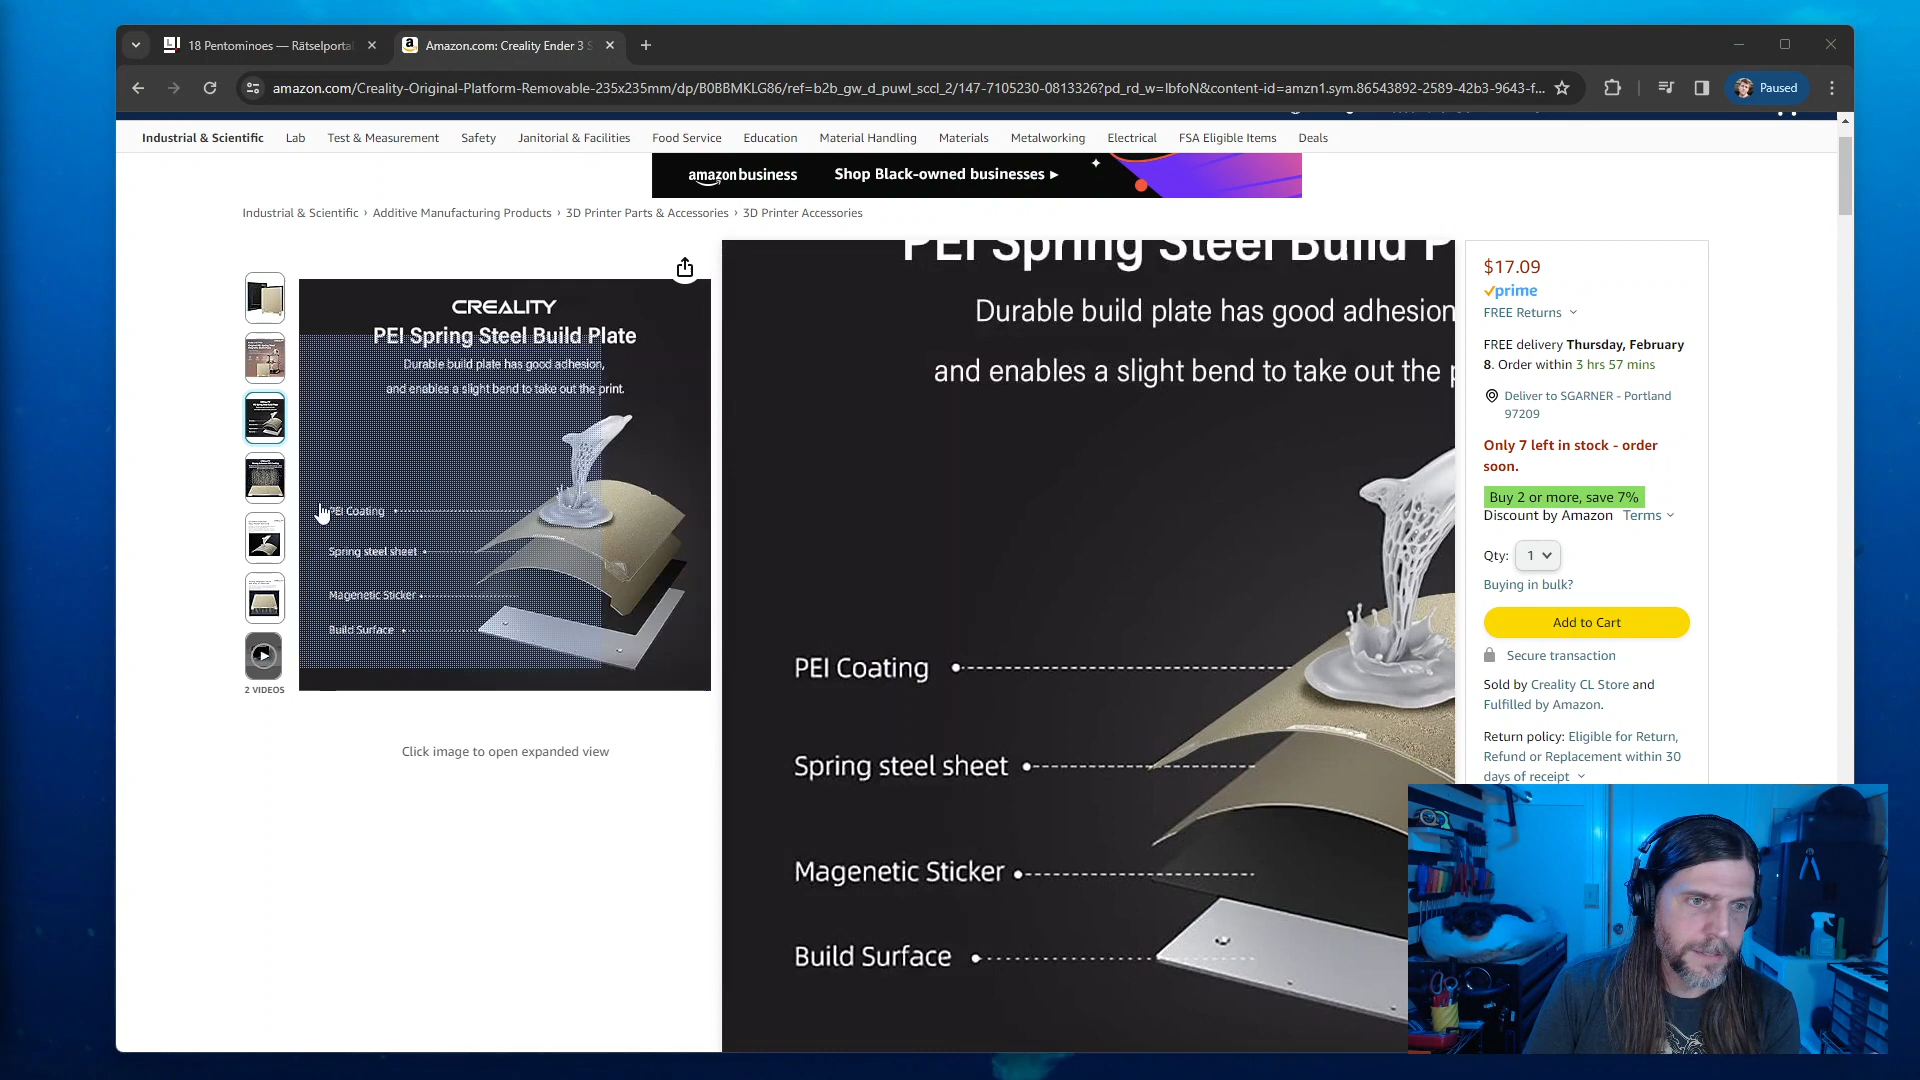 18 Pentominoes — Rätselporta
Amazon.com: Creality Ender 3 S
amazon.com/Creality-Original-Platform-Removable-235x235mm/dp/B0BBMKLG86/ref=b2b_gw_d_puwl_sccl_2/147-7105230-0813326?pd_rd_w=IbfoN&content-id=amzn1.sym.86543892-2589-42b3-9643-f...
Paused
Industrial & Scientific Lab Test & Measurement Safety Janitorial & Facilities Food Service Education Material Handling Materials Metalworking Electrical FSA Eligible Items Deals
amazon business Shop Black-owned businesses ▸
Industrial & Scientific › Additive Manufacturing Products › 3D Printer Parts & Accessories › 3D Printer Accessories
CREALITY
PEI Spring Steel Build Plate
Durable build plate has good adhesion,
and enables a slight bend to take out the print.
PEI Coating
Spring steel sheet
Magenetic Sticker
Build Surface
2 VIDEOS
Click image to open expanded view
PEI Spring Steel Build P
Durable build plate has good adhesion
and enables a slight bend to take out the p
PEI Coating
Spring steel sheet
Magenetic Sticker
Build Surface
$17.09
prime
FREE Returns
FREE delivery Thursday, February
8. Order within 3 hrs 57 mins
Deliver to SGARNER - Portland
97209
Only 7 left in stock - order
soon.
Buy 2 or more, save 7%
Discount by Amazon Terms
Qty: 1
Buying in bulk?
Add to Cart
Secure transaction
Sold by Creality CL Store and
Fulfilled by Amazon.
Return policy: Eligible for Return,
Refund or Replacement within 30
days of receipt